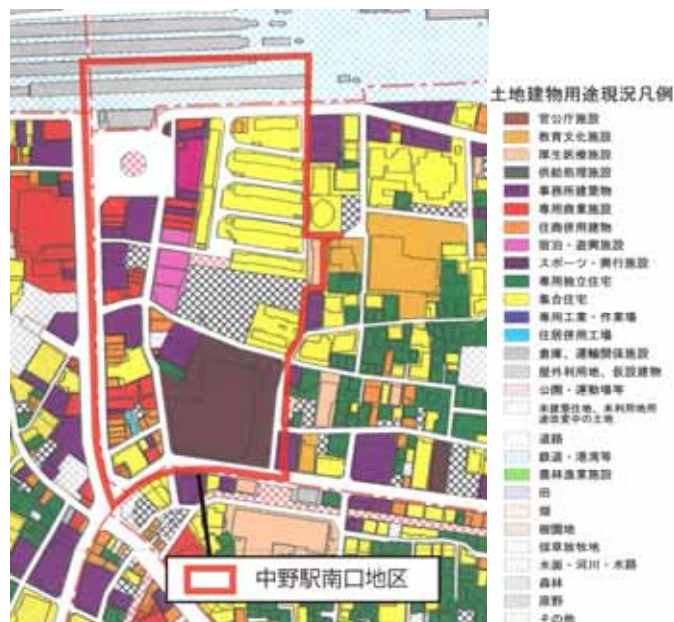 土地建物用途現況凡例
官公庁施設
教育文化施設
厚生医療施設
供給処理施設
事務所建築物
専用商業施設
住商併用建物
宿泊・遊興施設
スポーツ・興行施設
専用独立住宅
集合住宅
専用工業・作業場
住居併用工場
倉庫、運輸関係施設
屋外利用地、仮設建物
公園・運動場等
道路
鉄道・港湾等
農林漁業施設
田
畑
樹園地
採草放牧地
水面・河川・水路
森林
原野
その他
中野駅南口地区